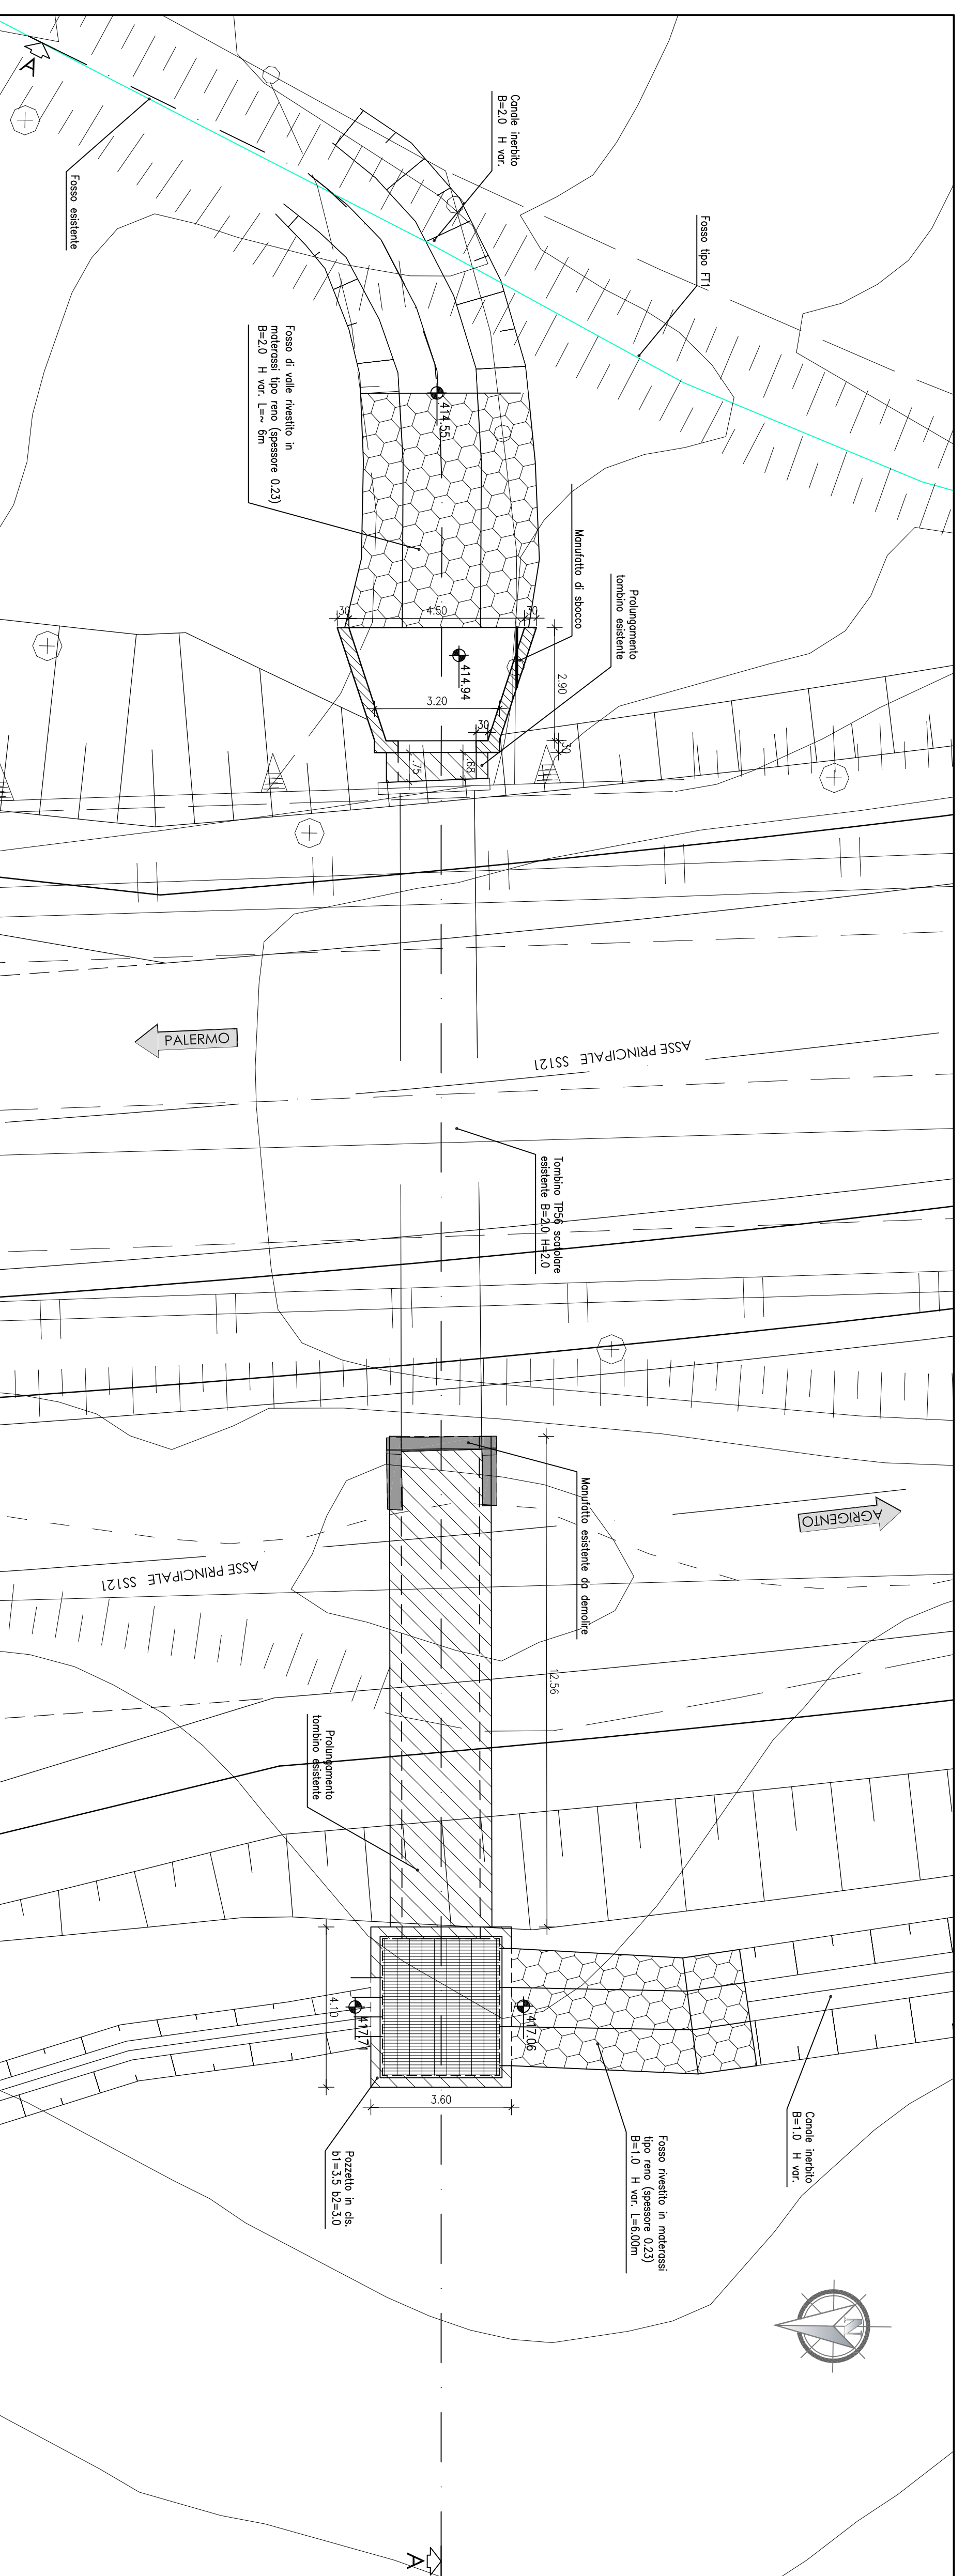 A
Fosso esistente
Canale inerbito
B=2.0 H var.
Fosso tipo FT1
Fosso di valle rivestito in
materassi tipo reno (spessore 0.23)
B=2.0 H var. L=~ 6m
414.55
Manufatto di sbocco
Prolungamento
tombino esistente
30
4.50
30
414.94
2.90
3.20
30
30
.75
.68
PALERMO
ASSE PRINCIPALE SS121
Tombino TP56 scatolare
esistente B=2.0 H=2.0
Manufatto esistente da demolire
AGRIGENTO
ASSE PRINCIPALE SS121
12.56
Prolungamento
tombino esistente
4.10
417.71
417.06
3.60
Pozzetto in cls.
b1=3.5 b2=3.0
Fosso rivestito in materassi
tipo reno (spessore 0.23)
B=1.0 H var. L=6.00m
Canale inerbito
B=1.0 H var.
N
A